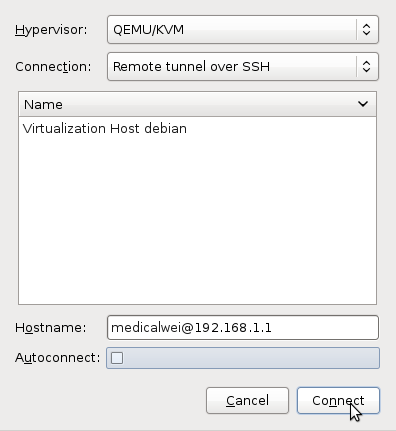 Hypervisor: QEMU/KVM
Connection: Remote tunnel over SSH
Name
Virtualization Host debian
Hostname: medicalwei@192.168.1.1
Autoconnect:
Cancel Connect